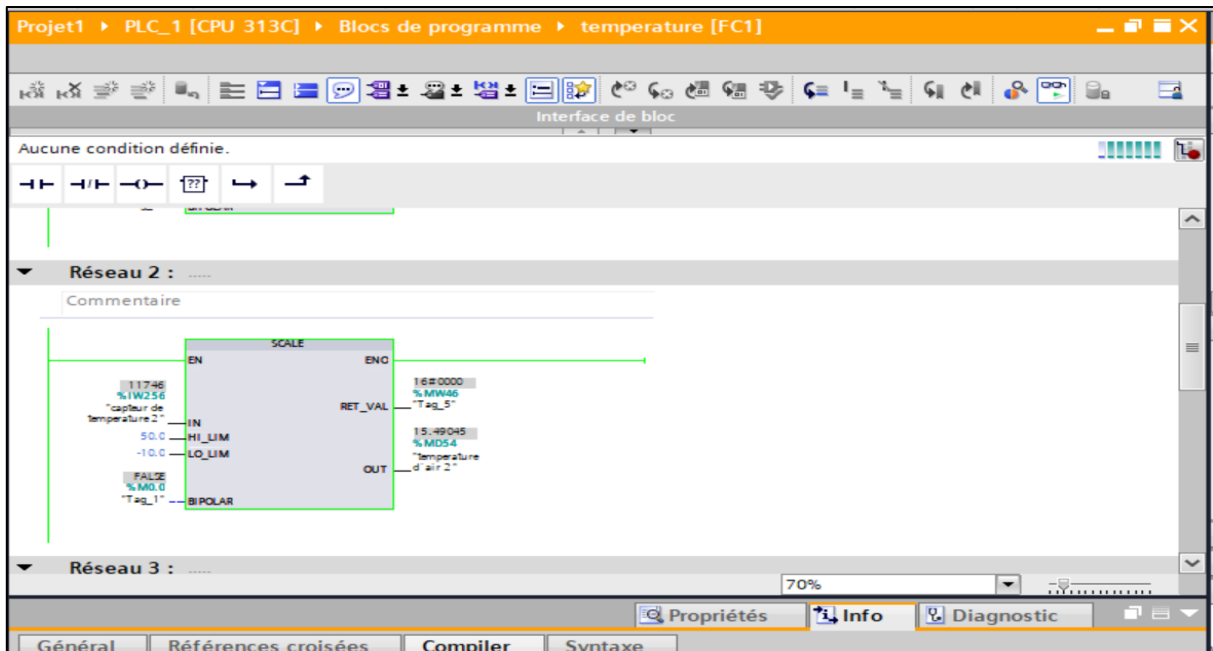 Projet1 ▸ PLC_1 [CPU 313C] ▸ Blocs de programme ▸ temperature [FC1]
Interface de bloc
Aucune condition définie.
??
BIPOLAR
Réseau 2 : .....
Commentaire
SCALE
EN ENO
11746
%IW256
"capteur de
temperature 2" IN
50.0 HI_LIM
-10.0 LO_LIM
FALSE
%M0.0
"Tag_1" BIPOLAR
16#0000
%MW46
RET_VAL "Tag_5"
15.49045
%MD54
"temperature
OUT d'air 2"
Réseau 3 : .....
70%
Propriétés Info Diagnostic
Général Références croisées Compiler Syntaxe